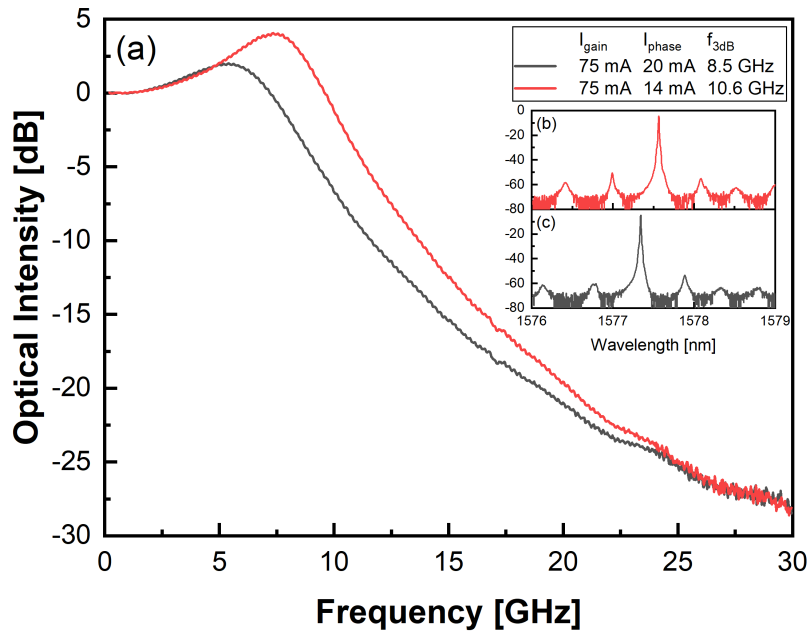 (a)
I_gain I_phase f_3dB
75 mA 20 mA 8.5 GHz
75 mA 14 mA 10.6 GHz
5
0
-5
-10
-15
-20
-25
-30
Optical Intensity [dB]
0 5 10 15 20 25 30
Frequency [GHz]
(b)
0
-20
-40
-60
-80
(c)
-20
-40
-60
-80
1576 1577 1578 1579
Wavelength [nm]